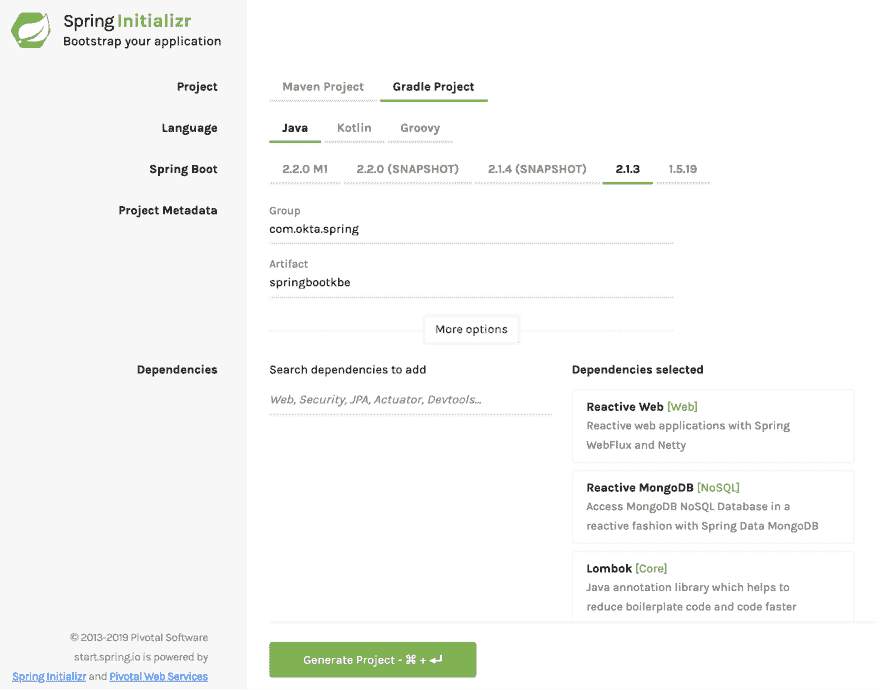 Spring Initializr
Bootstrap your application
Project
Maven Project Gradle Project
Language
Java Kotlin Groovy
Spring Boot
2.2.0 M1 2.2.0 (SNAPSHOT) 2.1.4 (SNAPSHOT) 2.1.3 1.5.19
Project Metadata
Group
com.okta.spring
Artifact
springbootkbe
More options
Dependencies
Search dependencies to add
Web, Security, JPA, Actuator, Devtools...
Dependencies selected
Reactive Web [Web]
Reactive web applications with Spring
WebFlux and Netty
Reactive MongoDB [NoSQL]
Access MongoDB NoSQL Database in a
reactive fashion with Spring Data MongoDB
Lombok [Core]
Java annotation library which helps to
reduce boilerplate code and code faster
© 2013-2019 Pivotal Software
start.spring.io is powered by
Spring Initializr and Pivotal Web Services
Generate Project - ⌘ + ↵